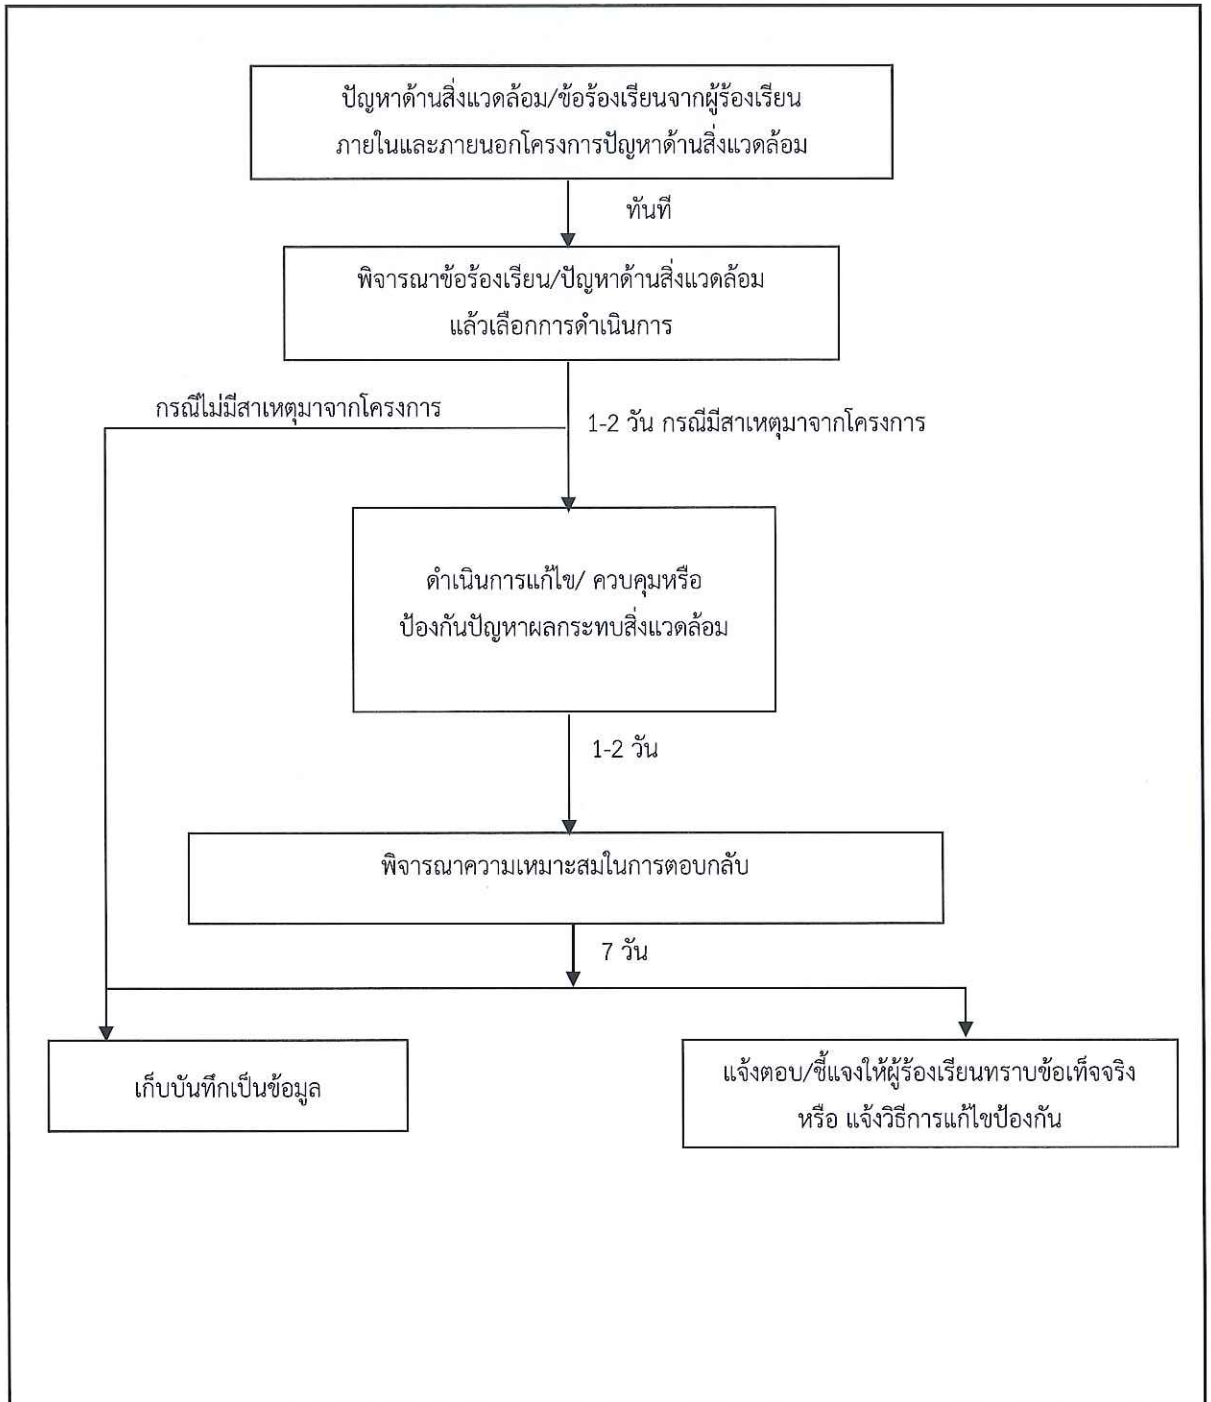 ปัญหาด้านสิ่งแวดล้อม/ข้อร้องเรียนจากผู้ร้องเรียน
ภายในและภายนอกโครงการปัญหาด้านสิ่งแวดล้อม
ทันที
พิจารณาข้อร้องเรียน/ปัญหาด้านสิ่งแวดล้อม
แล้วเลือกการดำเนินการ
กรณีไม่มีสาเหตุมาจากโครงการ
1-2 วัน กรณีมีสาเหตุมาจากโครงการ
ดำเนินการแก้ไข/ ควบคุมหรือ
ป้องกันปัญหาผลกระทบสิ่งแวดล้อม
1-2 วัน
พิจารณาความเหมาะสมในการตอบกลับ
7 วัน
เก็บบันทึกเป็นข้อมูล
แจ้งตอบ/ชี้แจงให้ผู้ร้องเรียนทราบข้อเท็จจริง
หรือ แจ้งวิธีการแก้ไขป้องกัน